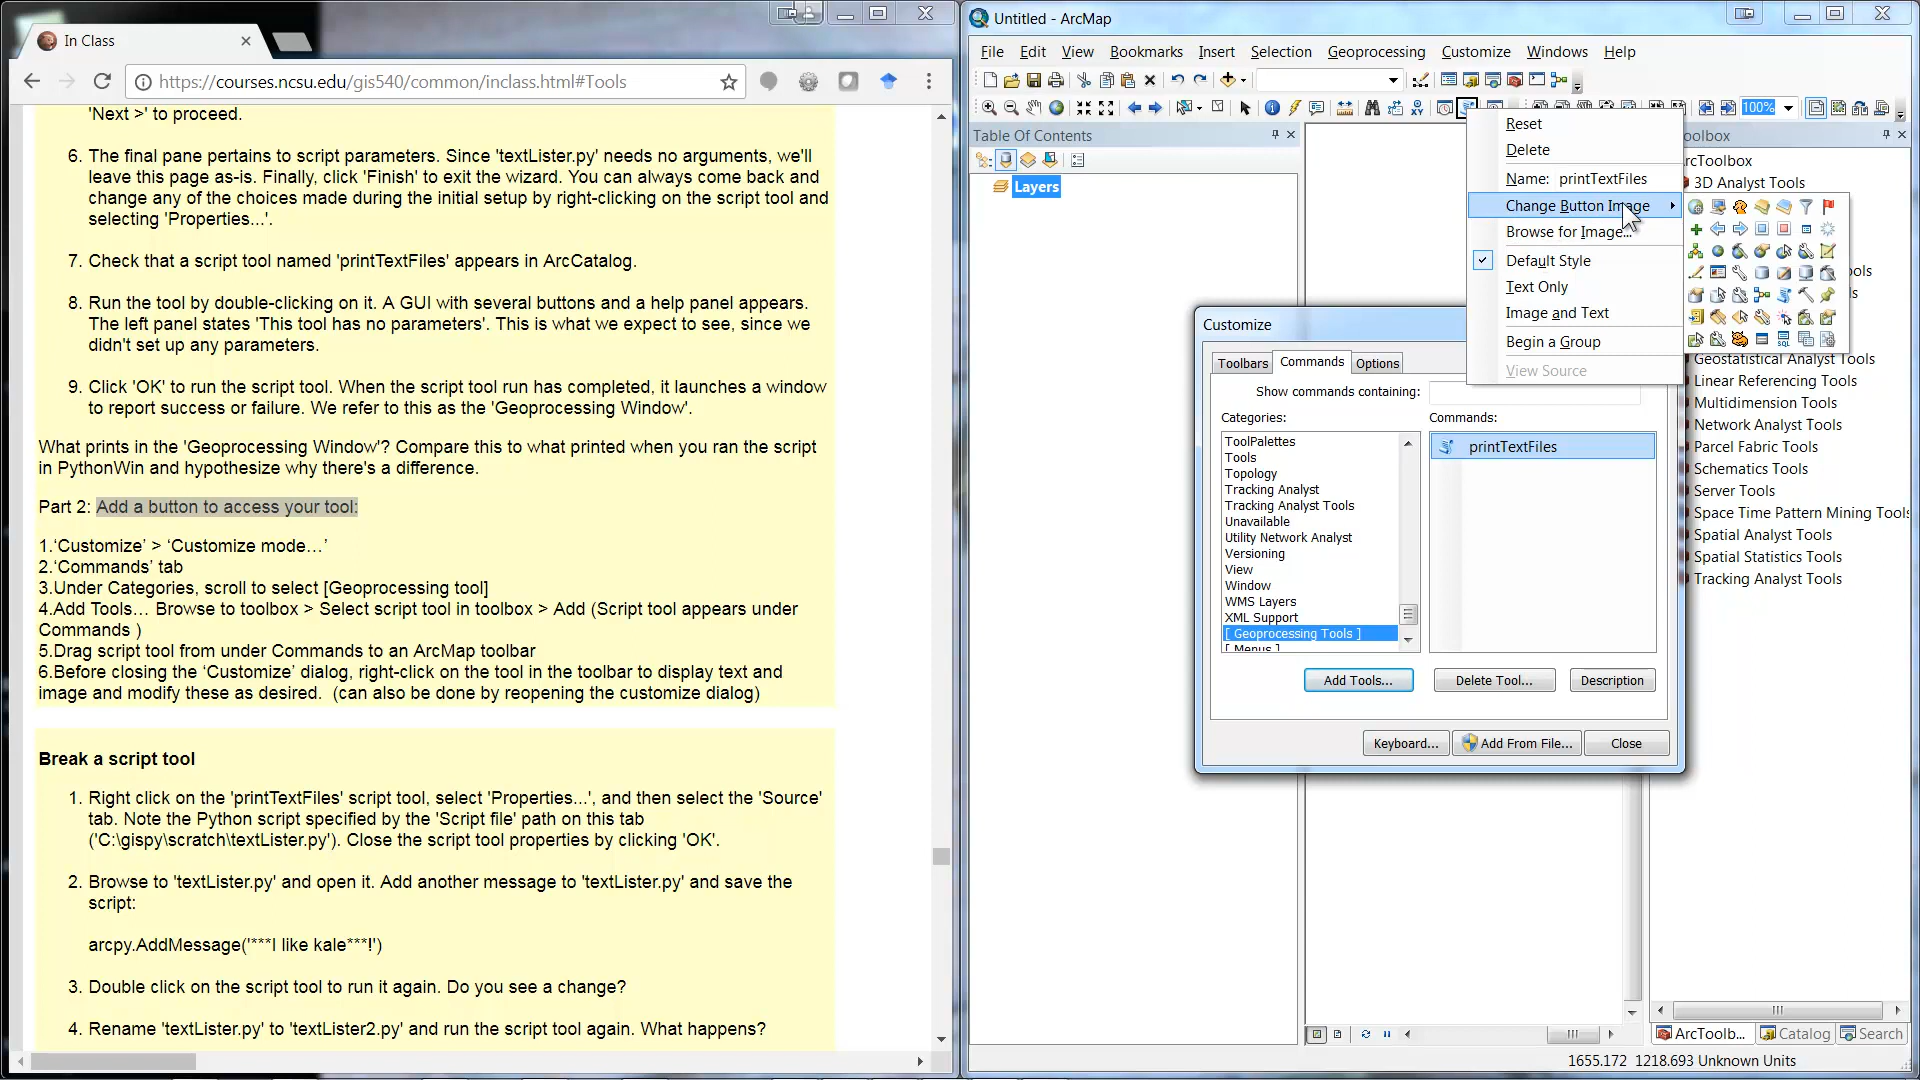 In Class
https://courses.ncsu.edu/gis540/common/inclass.html#Tools
'Next >' to proceed.
6. The final pane pertains to script parameters. Since 'textLister.py' needs no arguments, we'll
leave this page as-is. Finally, click 'Finish' to exit the wizard. You can always come back and
change any of the choices made during the initial setup by right-clicking on the script tool and
selecting 'Properties...'.
7. Check that a script tool named 'printTextFiles' appears in ArcCatalog.
8. Run the tool by double-clicking on it. A GUI with several buttons and a help panel appears.
The left panel states 'This tool has no parameters'. This is what we expect to see, since we
didn't set up any parameters.
9. Click 'OK' to run the script tool. When the script tool run has completed, it launches a window
to report success or failure. We refer to this as the 'Geoprocessing Window'.
What prints in the 'Geoprocessing Window'? Compare this to what printed when you ran the script
in PythonWin and hypothesize why there's a difference.
Part 2: Add a button to access your tool:
1.‘Customize’ > ‘Customize mode…’
2.‘Commands’ tab
3.Under Categories, scroll to select [Geoprocessing tool]
4.Add Tools… Browse to toolbox > Select script tool in toolbox > Add (Script tool appears under
Commands )
5.Drag script tool from under Commands to an ArcMap toolbar
6.Before closing the ‘Customize’ dialog, right-click on the tool in the toolbar to display text and
image and modify these as desired. (can also be done by reopening the customize dialog)
Break a script tool
1. Right click on the 'printTextFiles' script tool, select 'Properties...', and then select the 'Source'
tab. Note the Python script specified by the 'Script file' path on this tab
('C:\gispy\scratch\textLister.py'). Close the script tool properties by clicking 'OK'.
2. Browse to 'textLister.py' and open it. Add another message to 'textLister.py' and save the
script:
arcpy.AddMessage('***I like kale***!')
3. Double click on the script tool to run it again. Do you see a change?
4. Rename 'textLister.py' to 'textLister2.py' and run the script tool again. What happens?
Untitled - ArcMap
File Edit View Bookmarks Insert Selection Geoprocessing Customize Windows Help
100%
Table Of Contents
Layers
Reset
Delete
Name: printTextFiles
Change Button Image
Browse for Image...
Default Style
Text Only
Image and Text
Begin a Group
View Source
Customize
Toolbars Commands Options
Show commands containing:
Categories: Commands:
ToolPalettes
Tools
Topology
Tracking Analyst
Tracking Analyst Tools
Unavailable
Utility Network Analyst
Versioning
View
Window
WMS Layers
XML Support
[ Geoprocessing Tools ]
[ Menus ]
printTextFiles
Add Tools... Delete Tool... Description
Keyboard... Add From File... Close
oolbox
rcToolbox
3D Analyst Tools
ols
s
Geostatistical Analyst Tools
Linear Referencing Tools
Multidimension Tools
Network Analyst Tools
Parcel Fabric Tools
Schematics Tools
Server Tools
Space Time Pattern Mining Tools
Spatial Analyst Tools
Spatial Statistics Tools
Tracking Analyst Tools
ArcToolb... Catalog Search
1655.172 1218.693 Unknown Units